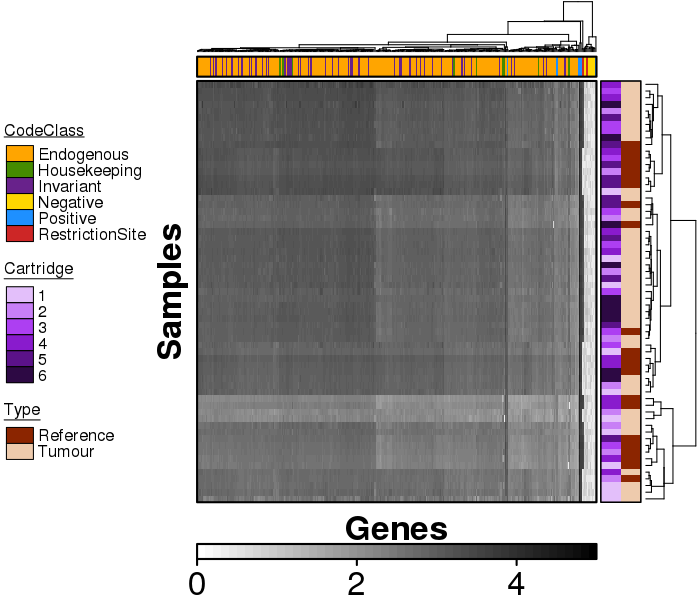 CodeClass
Endogenous
Housekeeping
Invariant
Negative
Positive
RestrictionSite
Cartridge
1
2
3
4
5
6
Type
Reference
Tumour
Samples
Genes
0 2 4